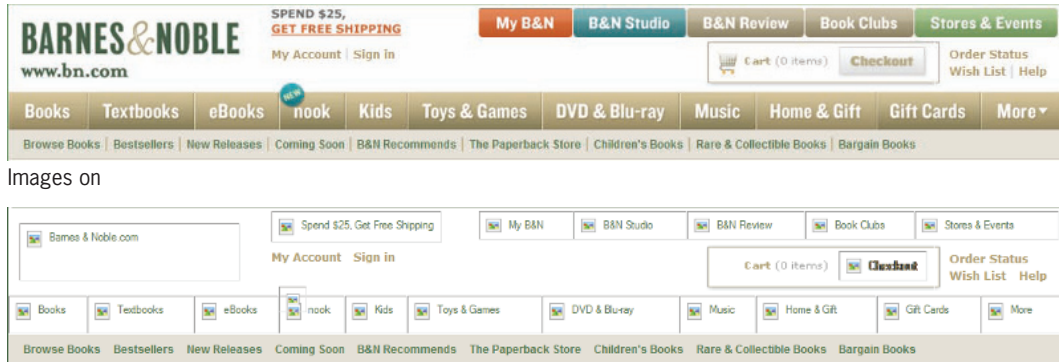 SPEND $25,
GET FREE SHIPPING
My B&N B&N Studio B&N Review Book Clubs Stores & Events
BARNES&NOBLE
www.bn.com
My Account | Sign in
Cart (0 items) Checkout
Order Status
Wish List | Help
NEW
Books Textbooks eBooks nook Kids Toys & Games DVD & Blu-ray Music Home & Gift Gift Cards More
Browse Books | Bestsellers | New Releases | Coming Soon | B&N Recommends | The Paperback Store | Children's Books | Rare & Collectible Books | Bargain Books
Images on
Barnes & Noble.com
Spend $25, Get Free Shipping
My B&N B&N Studio B&N Review Book Clubs Stores & Events
My Account Sign in
Cart (0 items) Checkout
Order Status
Wish List Help
Books Textbooks eBooks nook Kids Toys & Games DVD & Blu-ray Music Home & Gift Gift Cards More
Browse Books Bestsellers New Releases Coming Soon B&N Recommends The Paperback Store Children's Books Rare & Collectible Books Bargain Books